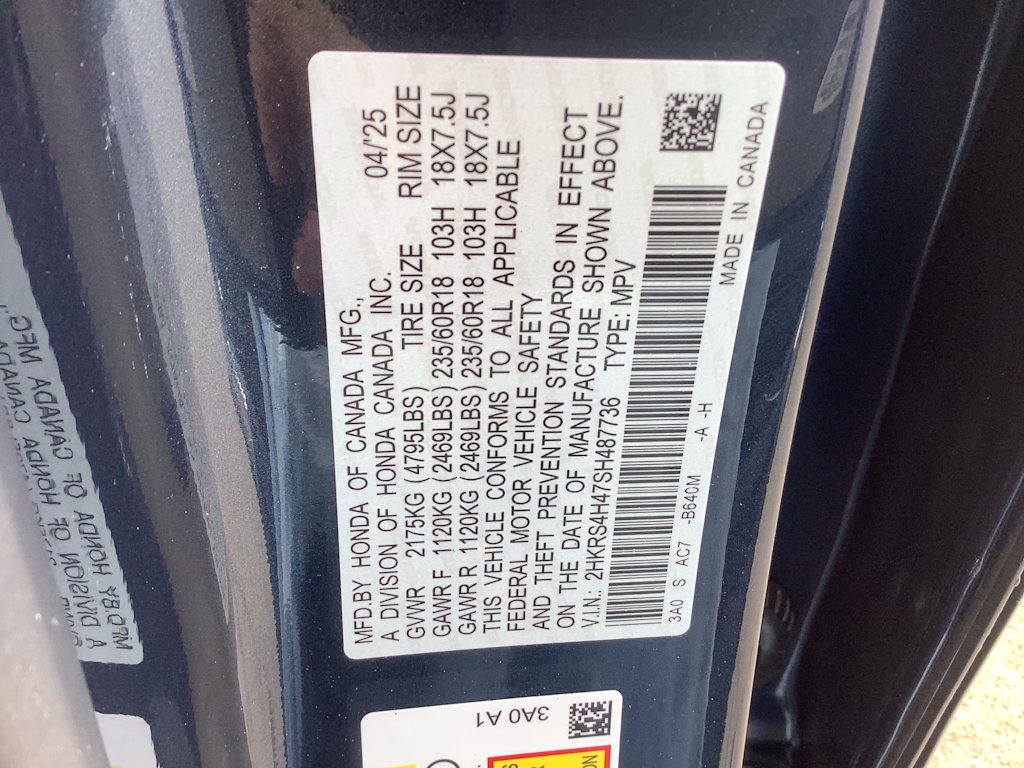 MFD.BY HONDA OF CANADA MFG., 04/'25
A DIVISION OF HONDA CANADA INC.
GVWR 2175KG (4795LBS) TIRE SIZE RIM SIZE
GAWR F 1120KG (2469LBS) 235/60R18 103H 18X7.5J
GAWR R 1120KG (2469LBS) 235/60R18 103H 18X7.5J
THIS VEHICLE CONFORMS TO ALL APPLICABLE
FEDERAL MOTOR VEHICLE SAFETY
AND THEFT PREVENTION STANDARDS IN EFFECT
ON THE DATE OF MANUFACTURE SHOWN ABOVE.
V.I.N.: 2HKRS4H47SH487736 TYPE: MPV
3A0 S AC7 -B640M -A -H MADE IN CANADA
3A0 A1